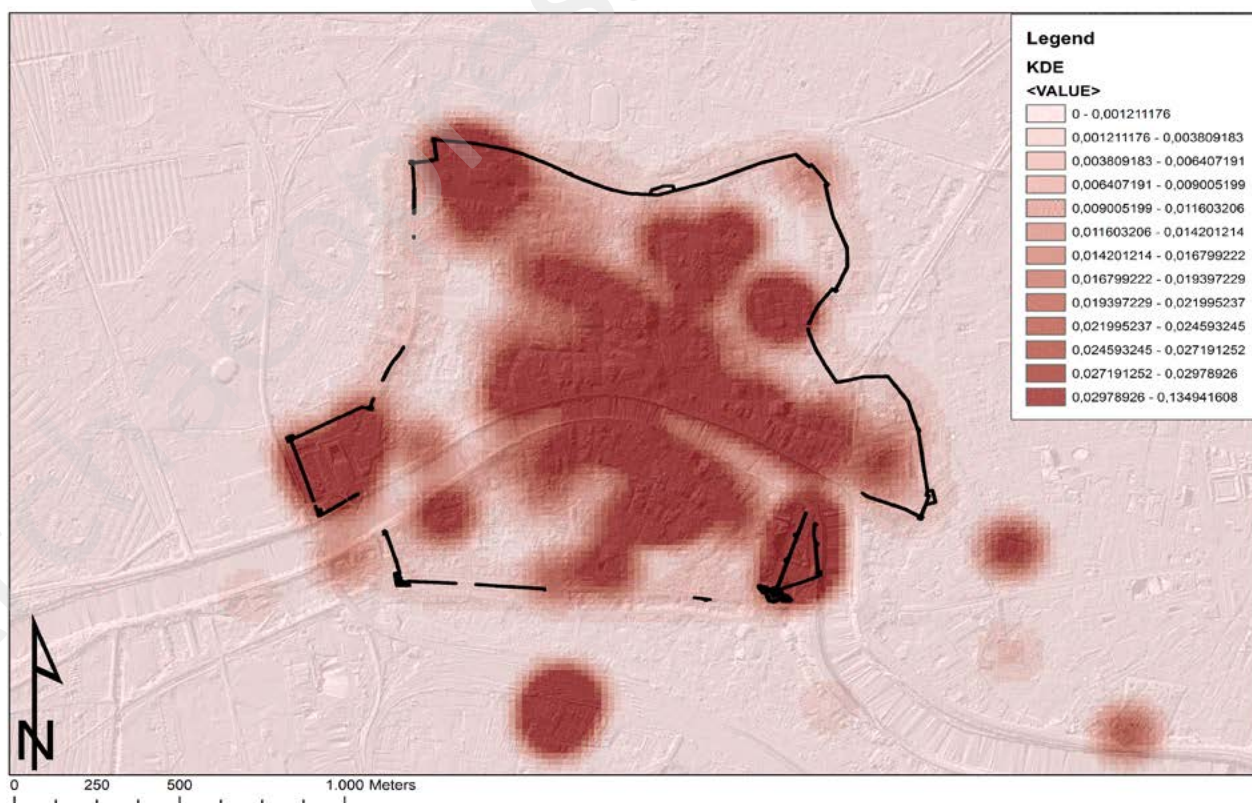 Legend
KDE
<VALUE>
0 - 0,001211176
0,001211176 - 0,003809183
0,003809183 - 0,006407191
0,006407191 - 0,009005199
0,009005199 - 0,011603206
0,011603206 - 0,014201214
0,014201214 - 0,016799222
0,016799222 - 0,019397229
0,019397229 - 0,021995237
0,021995237 - 0,024593245
0,024593245 - 0,027191252
0,027191252 - 0,02978926
0,02978926 - 0,134941608
N
0 250 500 1.000 Meters